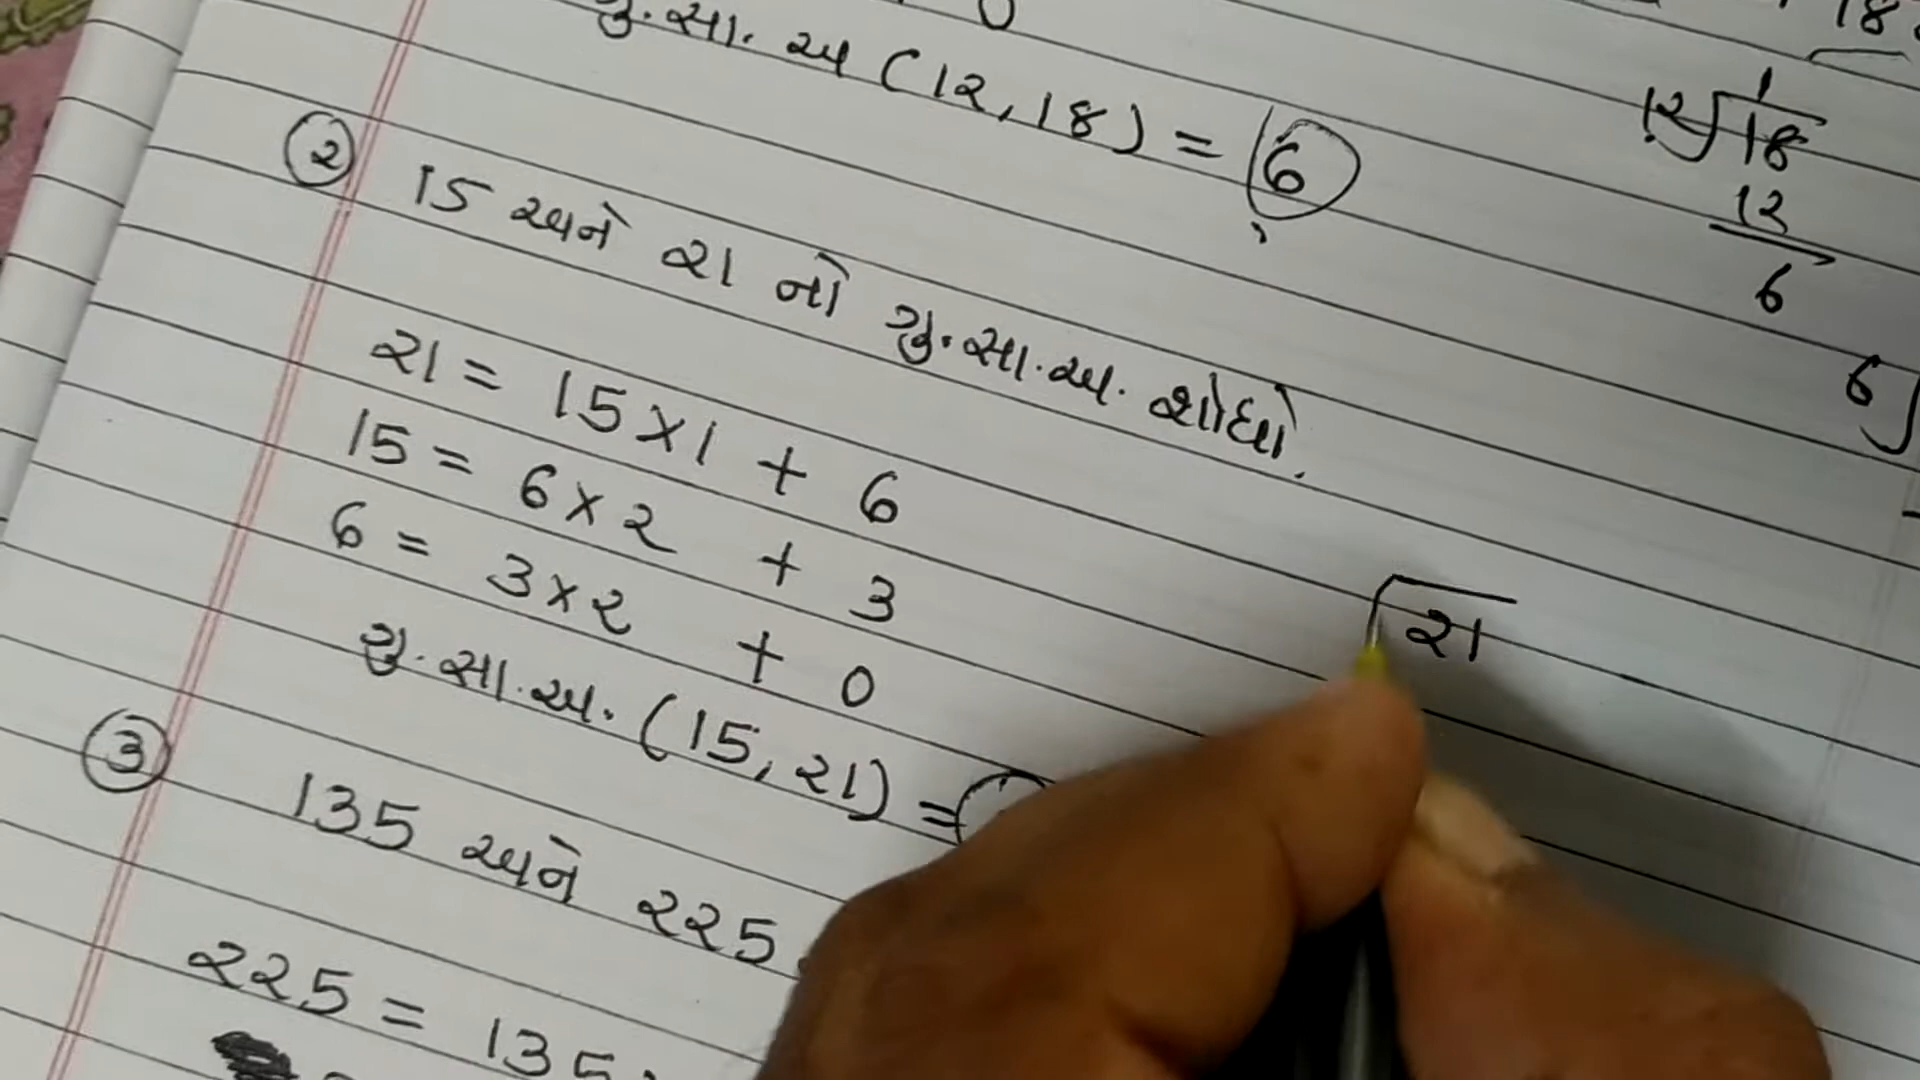 ગુ.સા.અ (12, 18) = 6
② 15 અને 21 નો ગુ.સા.અ. શોધો.
21 = 15 × 1 + 6
15 = 6 × 2 + 3
6 = 3 × 2 + 0
ગુ.સા.અ. (15, 21) =
③ 135 અને 225
225 = 135
1
12 18
12
6
6
21